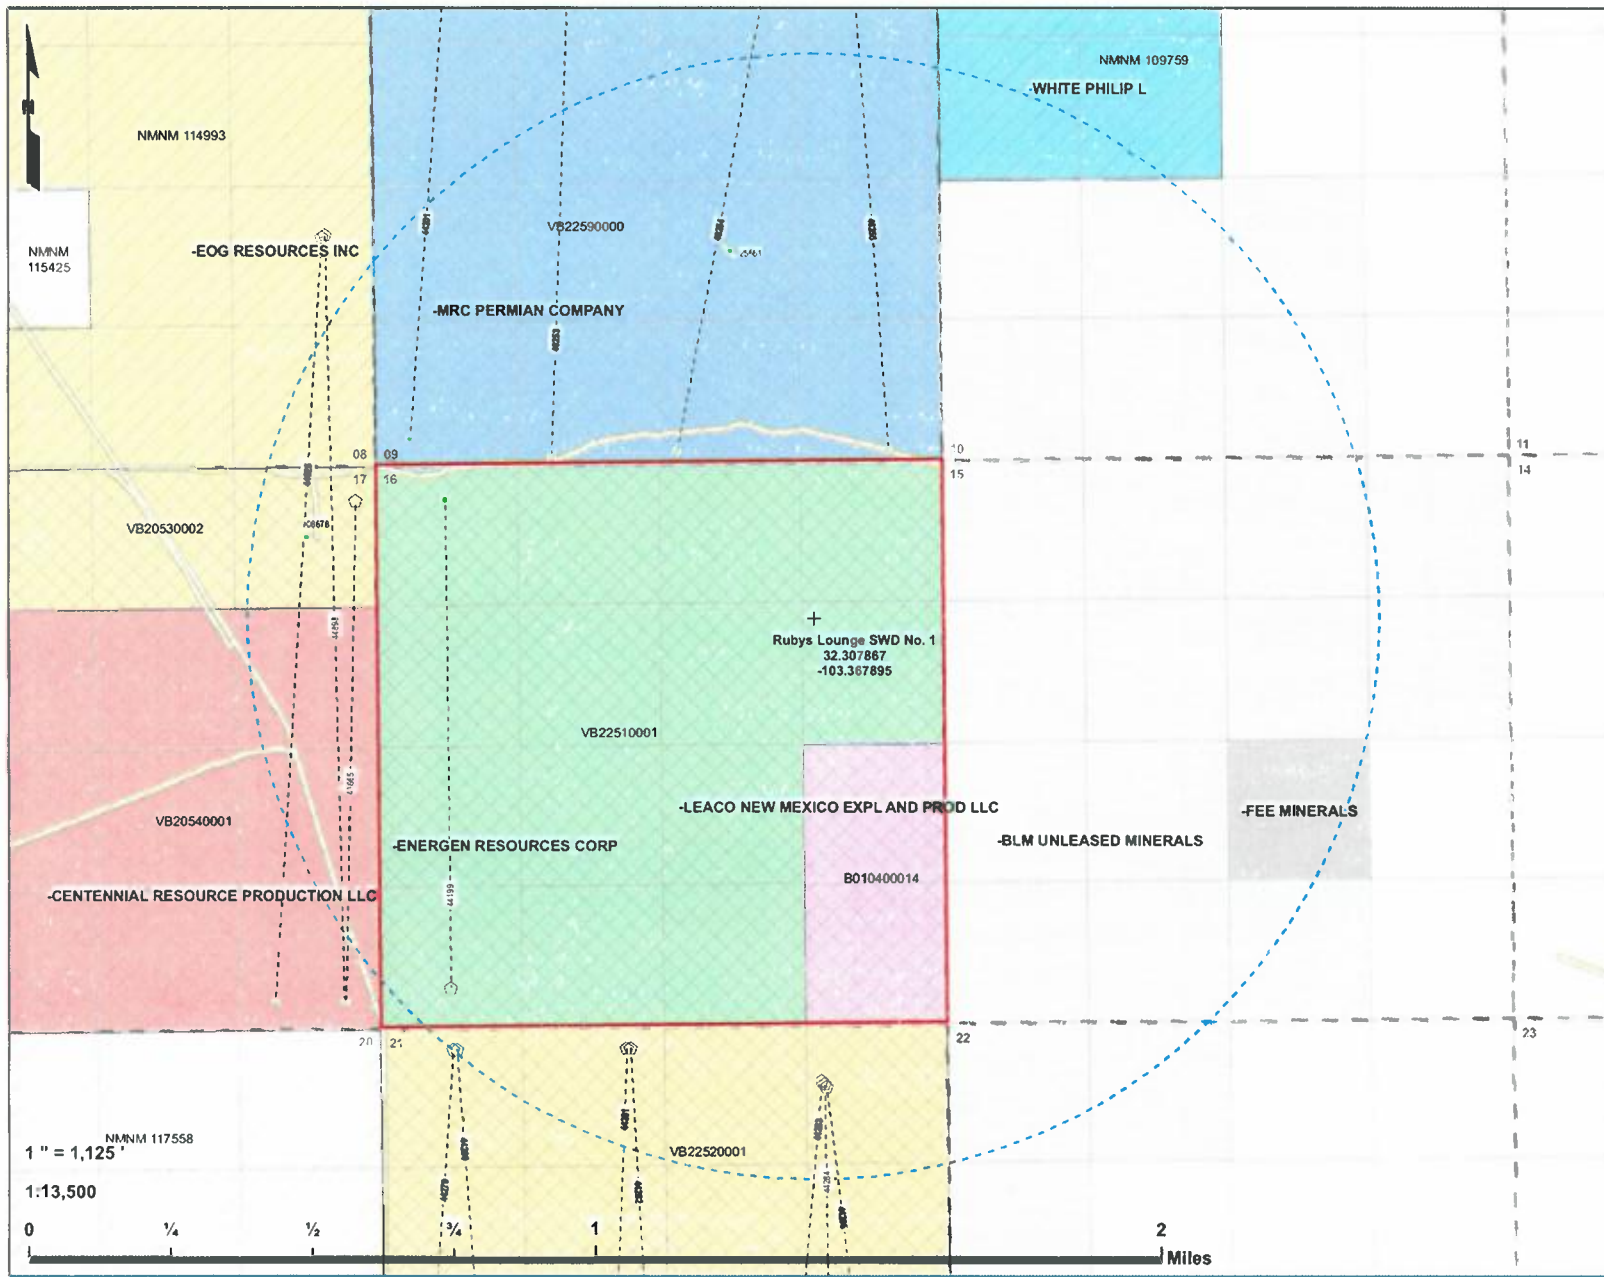 NMNM 109759
-WHITE PHILIP L
NMNM 114993
VB22590000
NMNM
115425
-EOG RESOURCES INC
-MRC PERMIAN COMPANY
08 09
17 16
10
15
11
14
VB20530002
Rubys Lounge SWD No. 1
32.307867
-103.367895
44898
VB22510001
41665
-LEACO NEW MEXICO EXPL AND PROD LLC
-FEE MINERALS
VB20540001
-ENERGEN RESOURCES CORP
-BLM UNLEASED MINERALS
B010400014
-CENTENNIAL RESOURCE PRODUCTION LLC
44199
20 21
22
23
NMNM 117558
1 " = 1,125 '
VB22520001
44284
1:13,500
0 ¼ ½ ¾ 1 2
Miles